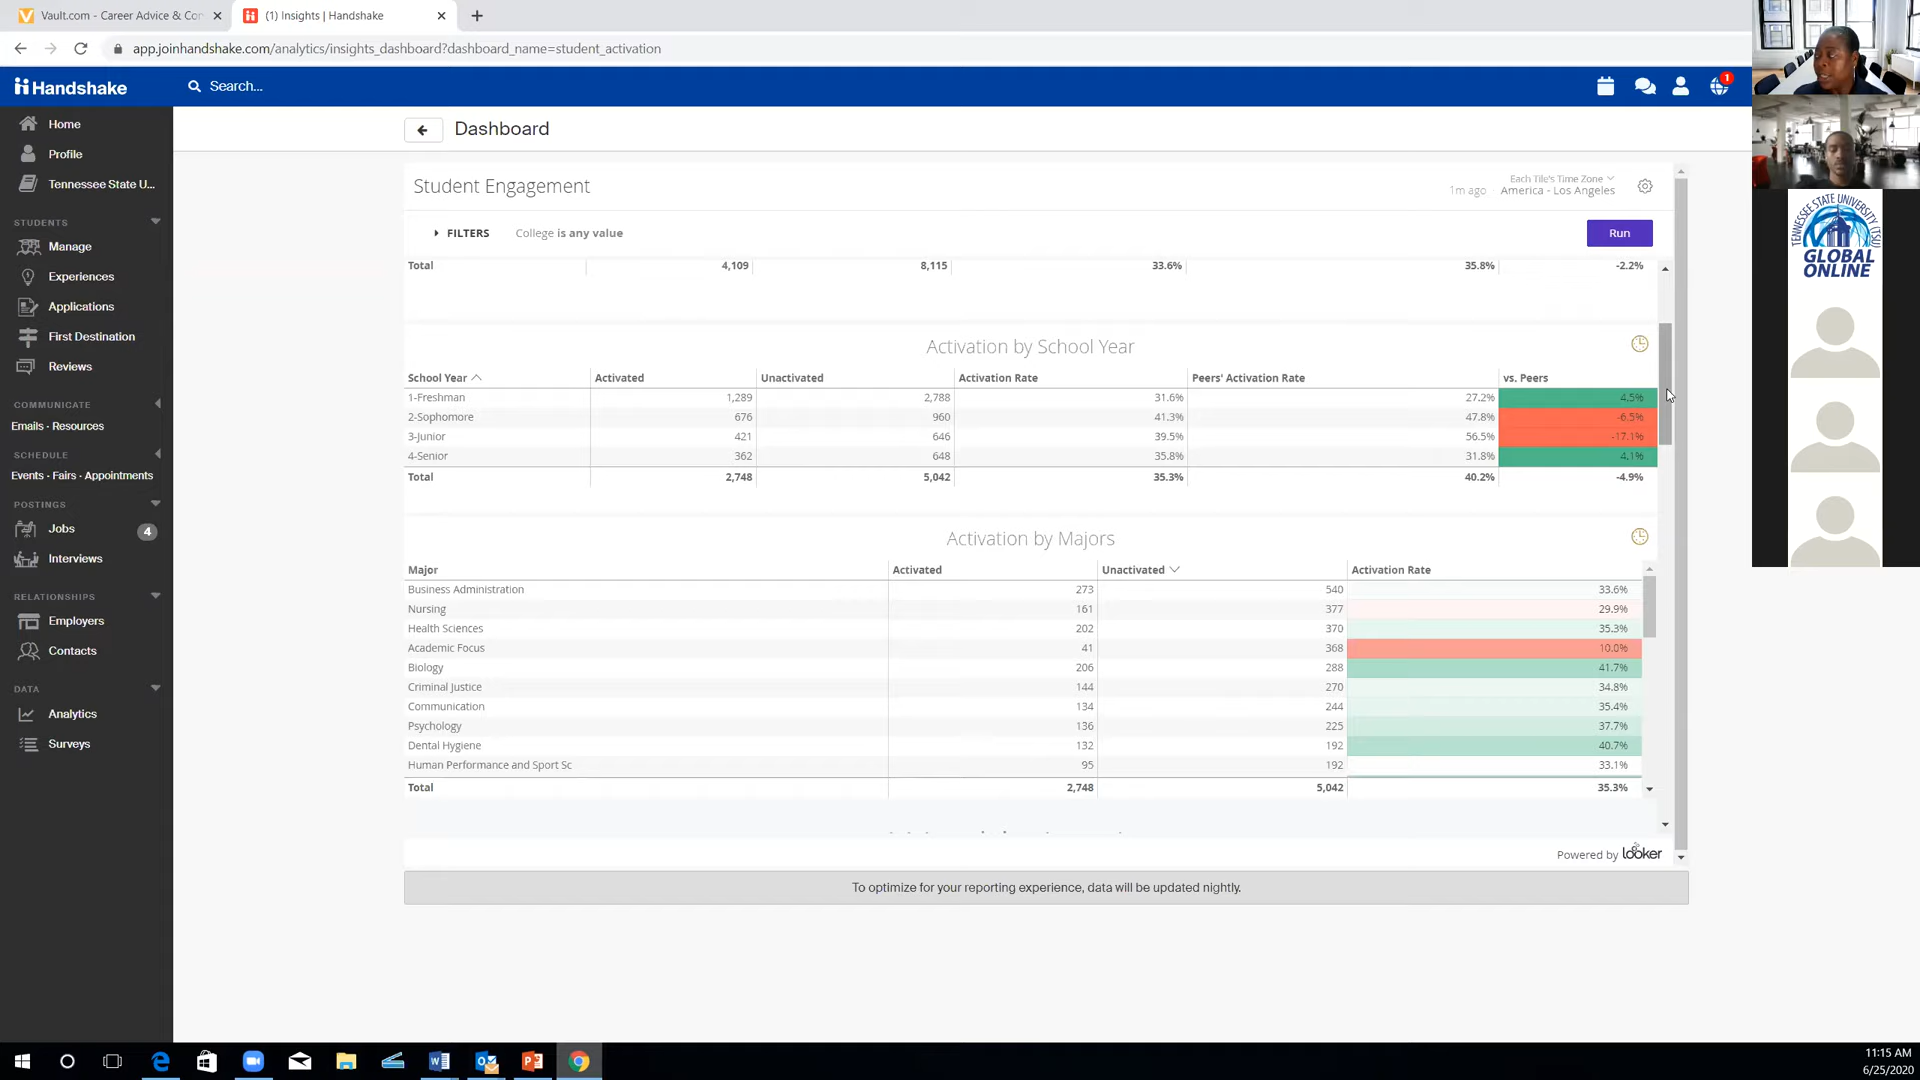 Vault.com - Career Advice & Con
(1) Insights | Handshake
app.joinhandshake.com/analytics/insights_dashboard?dashboard_name=student_activation
Handshake
Search...
1
Home
Profile
Tennessee State U...
STUDENTS
Manage
Experiences
Applications
First Destination
Reviews
COMMUNICATE
Emails · Resources
SCHEDULE
Events · Fairs · Appointments
POSTINGS
Jobs 4
Interviews
RELATIONSHIPS
Employers
Contacts
DATA
Analytics
Surveys
Dashboard
Student Engagement
Each Tile's Time Zone
1m ago America - Los Angeles
FILTERS College is any value Run
Total 4,109 8,115 33.6% 35.8% -2.2%
Activation by School Year
School Year Activated Unactivated Activation Rate Peers' Activation Rate vs. Peers
1-Freshman 1,289 2,788 31.6% 27.2% 4.5%
2-Sophomore 676 960 41.3% 47.8% -6.5%
3-Junior 421 646 39.5% 56.5% -17.1%
4-Senior 362 648 35.8% 31.8% 4.1%
Total 2,748 5,042 35.3% 40.2% -4.9%
Activation by Majors
Major Activated Unactivated Activation Rate
Business Administration 273 540 33.6%
Nursing 161 377 29.9%
Health Sciences 202 370 35.3%
Academic Focus 41 368 10.0%
Biology 206 288 41.7%
Criminal Justice 144 270 34.8%
Communication 134 244 35.4%
Psychology 136 225 37.7%
Dental Hygiene 132 192 40.7%
Human Performance and Sport Sc 95 192 33.1%
Total 2,748 5,042 35.3%
Powered by looker
To optimize for your reporting experience, data will be updated nightly.
TENNESSEE STATE UNIVERSITY (TSU)
GLOBAL
ONLINE
11:15 AM
6/25/2020